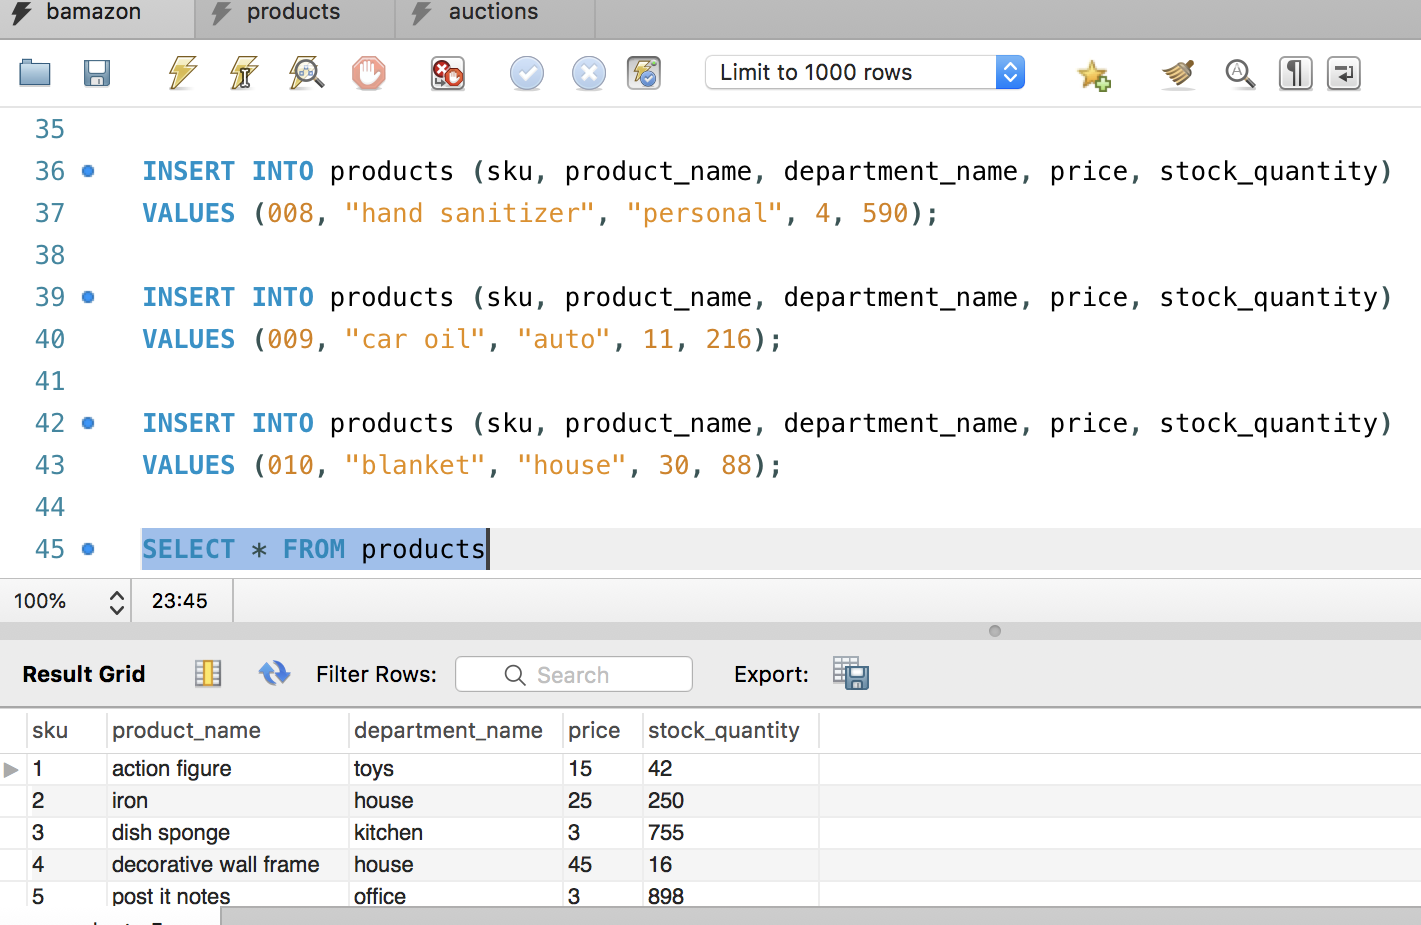 bamazon products auctions
Limit to 1000 rows
35
36 INSERT INTO products (sku, product_name, department_name, price, stock_quantity)
37 VALUES (008, "hand sanitizer", "personal", 4, 590);
38
39 INSERT INTO products (sku, product_name, department_name, price, stock_quantity)
40 VALUES (009, "car oil", "auto", 11, 216);
41
42 INSERT INTO products (sku, product_name, department_name, price, stock_quantity)
43 VALUES (010, "blanket", "house", 30, 88);
44
45 SELECT * FROM products
100% 23:45
Result Grid Filter Rows: Search Export:
sku product_name department_name price stock_quantity
1 action figure toys 15 42
2 iron house 25 250
3 dish sponge kitchen 3 755
4 decorative wall frame house 45 16
5 post it notes office 3 898